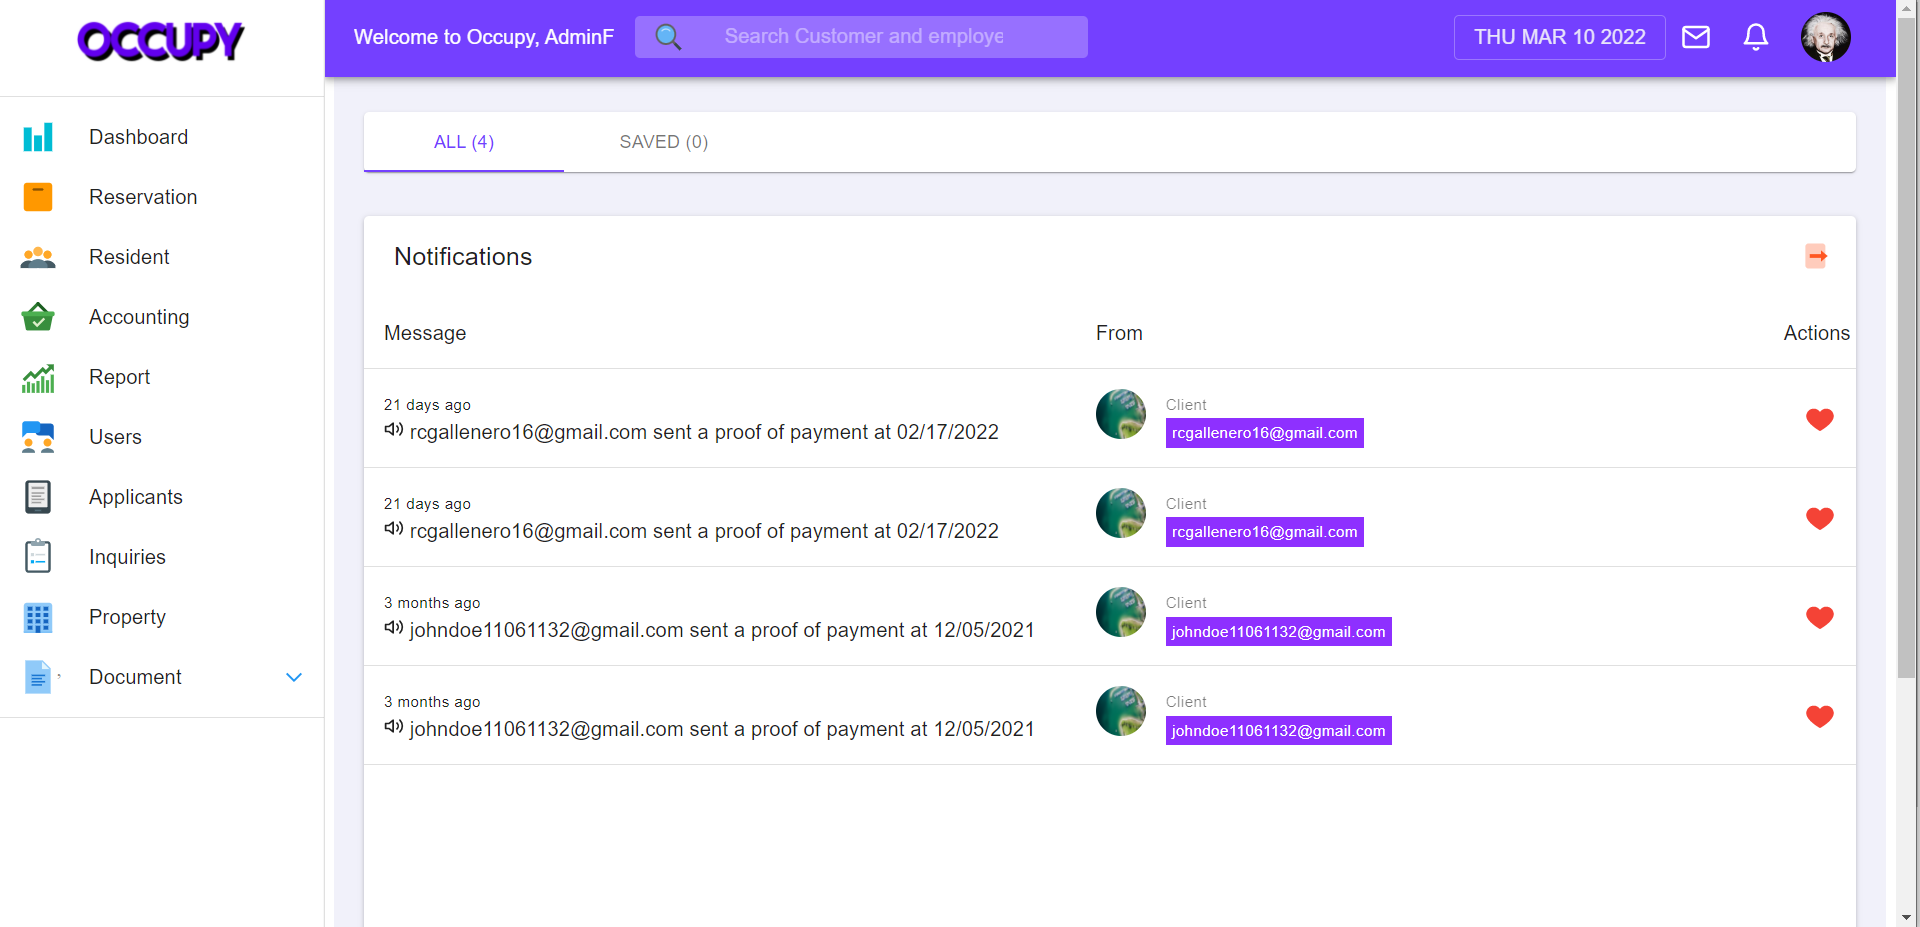 OCCUPY
Welcome to Occupy, AdminF
Search Customer and employe
THU MAR 10 2022
Dashboard
Reservation
Resident
Accounting
Report
Users
Applicants
Inquiries
Property
Document
ALL (4)
SAVED (0)
Notifications
Message
From
Actions
21 days ago
rcgallenero16@gmail.com sent a proof of payment at 02/17/2022
Client
rcgallenero16@gmail.com
21 days ago
rcgallenero16@gmail.com sent a proof of payment at 02/17/2022
Client
rcgallenero16@gmail.com
3 months ago
johndoe11061132@gmail.com sent a proof of payment at 12/05/2021
Client
johndoe11061132@gmail.com
3 months ago
johndoe11061132@gmail.com sent a proof of payment at 12/05/2021
Client
johndoe11061132@gmail.com